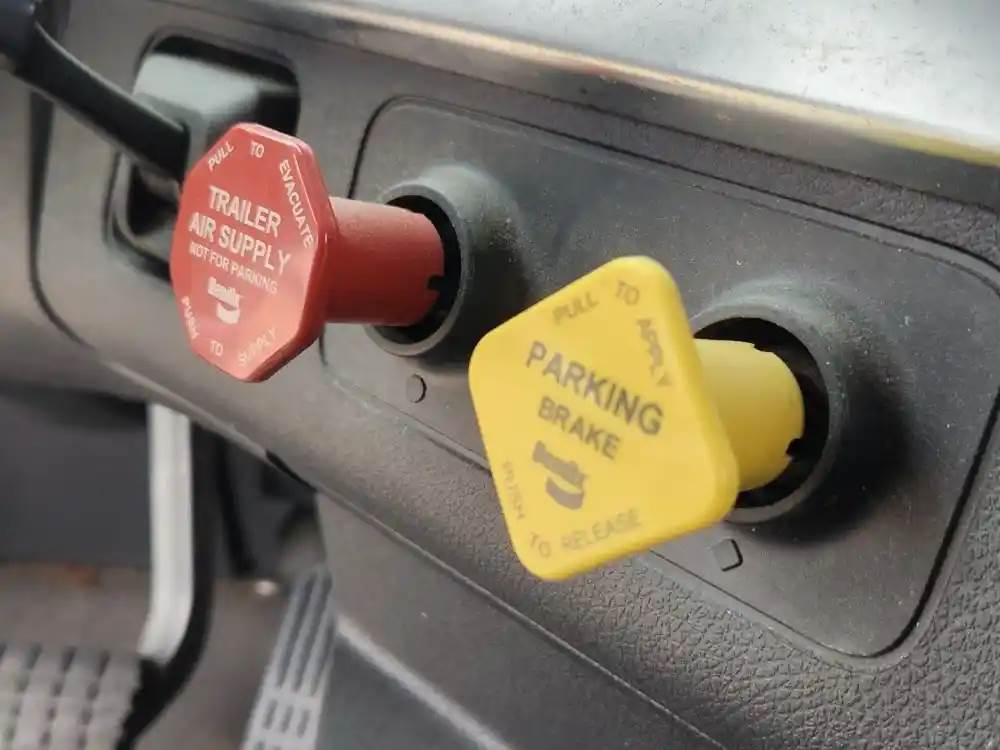 PULL TO EVACUATE
TRAILER
AIR SUPPLY
NOT FOR PARKING
Bendix
PUSH TO SUPPLY
PULL TO APPLY
PARKING
BRAKE
Bendix
PUSH TO RELEASE